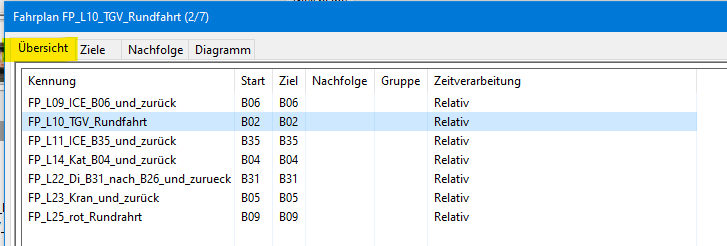 Fahrplan FP_L10_TGV_Rundfahrt (2/7)
Übersicht Ziele Nachfolge Diagramm
Kennung Start Ziel Nachfolge Gruppe Zeitverarbeitung
FP_L09_ICE_B06_und_zurück B06 B06 Relativ
FP_L10_TGV_Rundfahrt B02 B02 Relativ
FP_L11_ICE_B35_und_zurück B35 B35 Relativ
FP_L14_Kat_B04_und_zurück B04 B04 Relativ
FP_L22_Di_B31_nach_B26_und_zurueck B31 B31 Relativ
FP_L23_Kran_und_zurück B05 B05 Relativ
FP_L25_rot_Rundrahrt B09 B09 Relativ